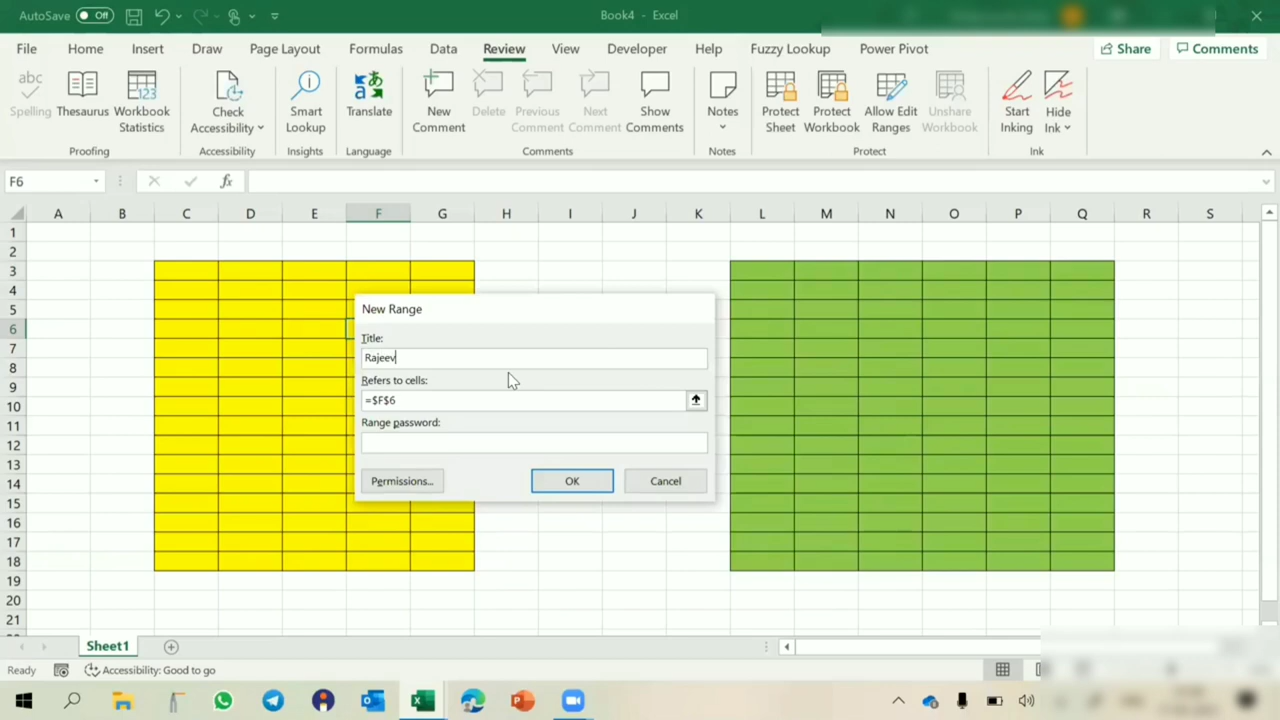 AutoSave Off Book4 - Excel
File Home Insert Draw Page Layout Formulas Data Review View Developer Help Fuzzy Lookup Power Pivot Share Comments
abc 123
Spelling Thesaurus Workbook Statistics Check Accessibility Smart Lookup Translate New Comment Delete Previous Comment Next Comment Show Comments Notes Protect Sheet Protect Workbook Allow Edit Ranges Unshare Workbook Start Inking Hide Ink
Proofing Accessibility Insights Language Comments Notes Protect Ink
F6 fx
A B C D E F G H I J K L M N O P Q R S
1
2
3
4
5
6
7
8
9
10
11
12
13
14
15
16
17
18
19
20
21
New Range
Title:
Rajeev
Refers to cells:
=$F$6
Range password:
Permissions... OK Cancel
Sheet1
Ready Accessibility: Good to go